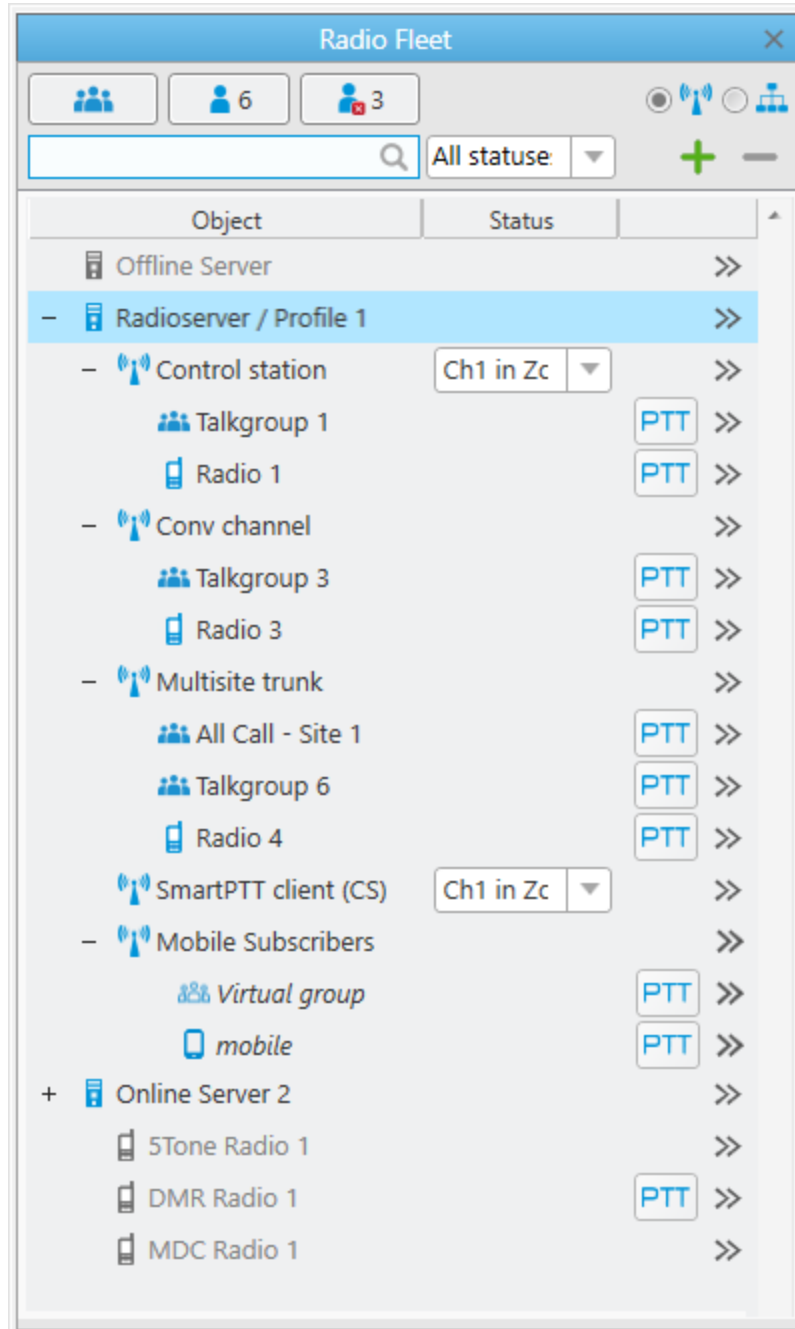 Radio Fleet
6 3
All statuse
Object Status
Offline Server
Radioserver / Profile 1
Control station Ch1 in Zc
Talkgroup 1 PTT
Radio 1 PTT
Conv channel
Talkgroup 3 PTT
Radio 3 PTT
Multisite trunk
All Call - Site 1 PTT
Talkgroup 6 PTT
Radio 4 PTT
SmartPTT client (CS) Ch1 in Zc
Mobile Subscribers
Virtual group PTT
mobile PTT
Online Server 2
5Tone Radio 1
DMR Radio 1 PTT
MDC Radio 1